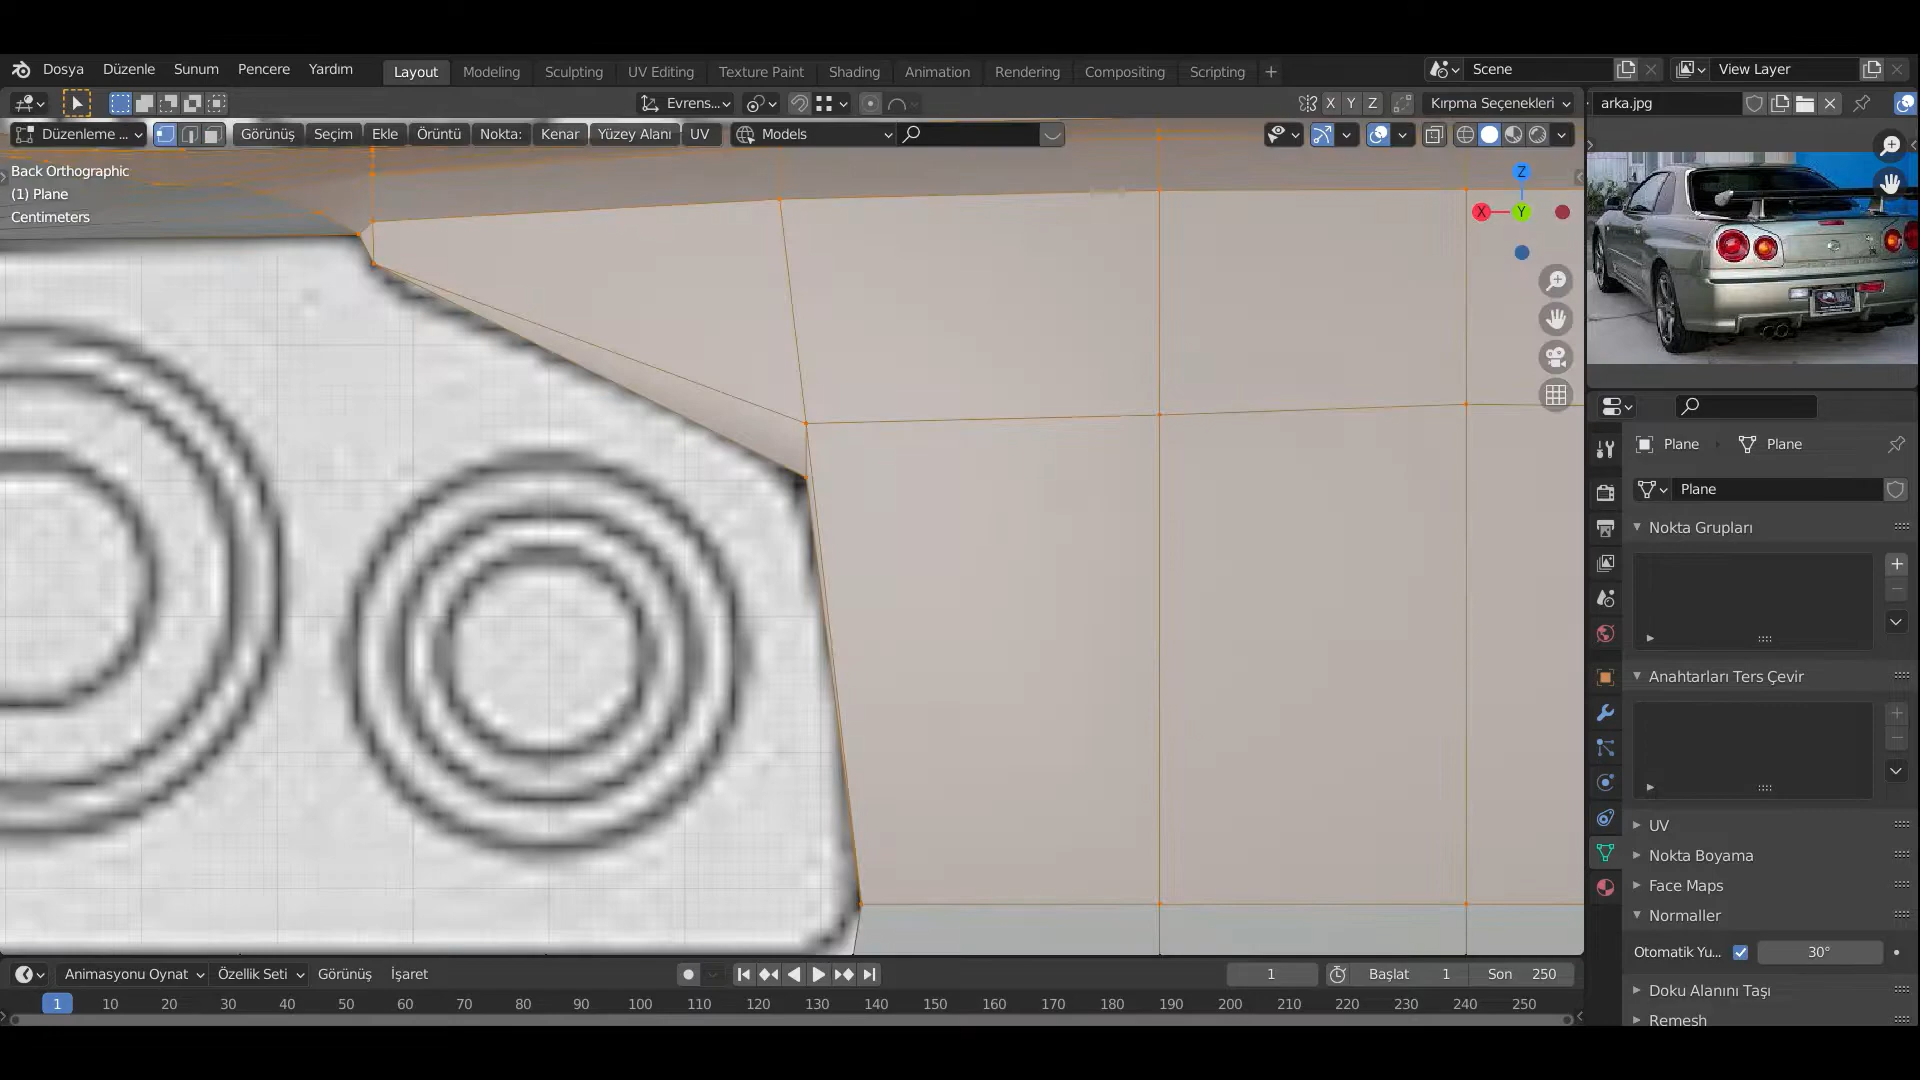 Dosya Düzenle Sunum Pencere Yardım Layout Modeling Sculpting UV Editing Texture Paint Shading Animation Rendering Compositing Scripting + Scene View Layer
Evrens... X Y Z Kırpma Seçenekleri arka.jpg
Düzenleme ... Görünüş Seçim Ekle Örüntü Nokta: Kenar Yüzey Alanı UV Models
Back Orthographic
(1) Plane
Centimeters
Z
X Y
Plane Plane
Plane
Nokta Grupları
Anahtarları Ters Çevir
UV
Nokta Boyama
Face Maps
Normaller
Otomatik Yu... 30°
Doku Alanını Taşı
Remesh
Animasyonu Oynat Özellik Seti Görünüş İşaret 1 Başlat 1 Son 250
1 10 20 30 40 50 60 70 80 90 100 110 120 130 140 150 160 170 180 190 200 210 220 230 240 250